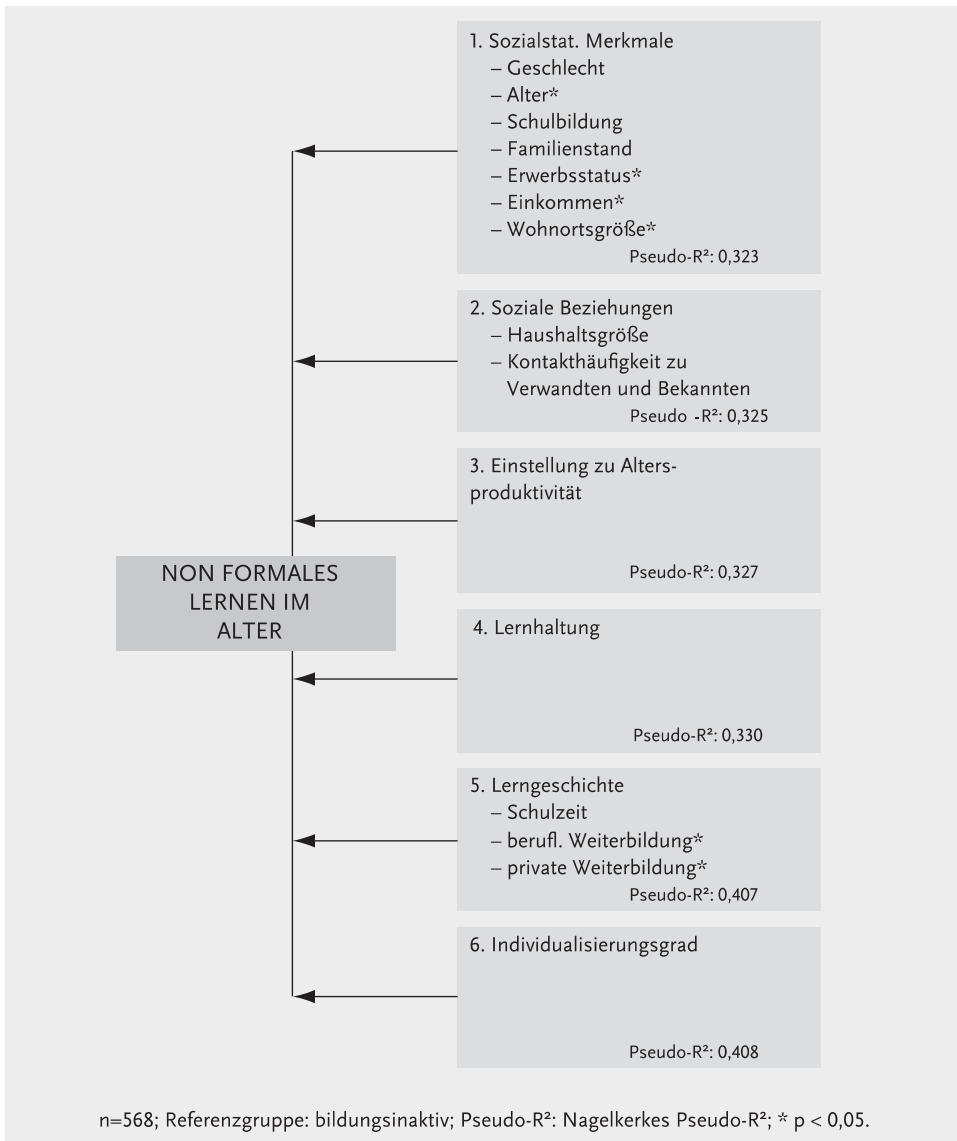 1. Sozialstat. Merkmale
– Geschlecht
– Alter*
– Schulbildung
– Familienstand
– Erwerbsstatus*
– Einkommen*
– Wohnortsgröße*
Pseudo-R²: 0,323
2. Soziale Beziehungen
– Haushaltsgröße
– Kontakthäufigkeit zu
Verwandten und Bekannten
Pseudo -R²: 0,325
3. Einstellung zu Alters-
produktivität
Pseudo-R²: 0,327
NON FORMALES
LERNEN IM
ALTER
4. Lernhaltung
Pseudo-R²: 0,330
5. Lerngeschichte
– Schulzeit
– berufl. Weiterbildung*
– private Weiterbildung*
Pseudo-R²: 0,407
6. Individualisierungsgrad
Pseudo-R²: 0,408
n=568; Referenzgruppe: bildungsinaktiv; Pseudo-R²: Nagelkerkes Pseudo-R²; * p < 0,05.